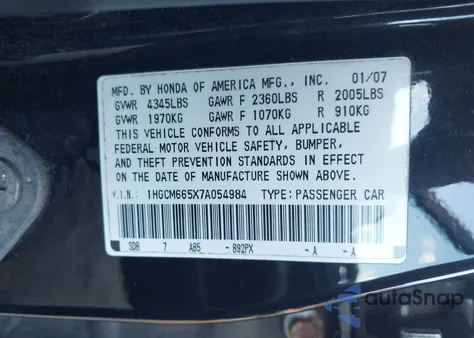 MFD. BY HONDA OF AMERICA MFG., INC. 01/07
GVWR 4345LBS GAWR F 2360LBS R 2005LBS
GVWR 1970KG GAWR F 1070KG R 910KG
THIS VEHICLE CONFORMS TO ALL APPLICABLE
FEDERAL MOTOR VEHICLE SAFETY, BUMPER,
AND THEFT PREVENTION STANDARDS IN EFFECT
ON THE DATE OF MANUFACTURE SHOWN ABOVE.
V.I.N.: 1HGCM665X7A054984 TYPE: PASSENGER CAR
SDB 7 AB5 - B92PX - A - A
autoSnap